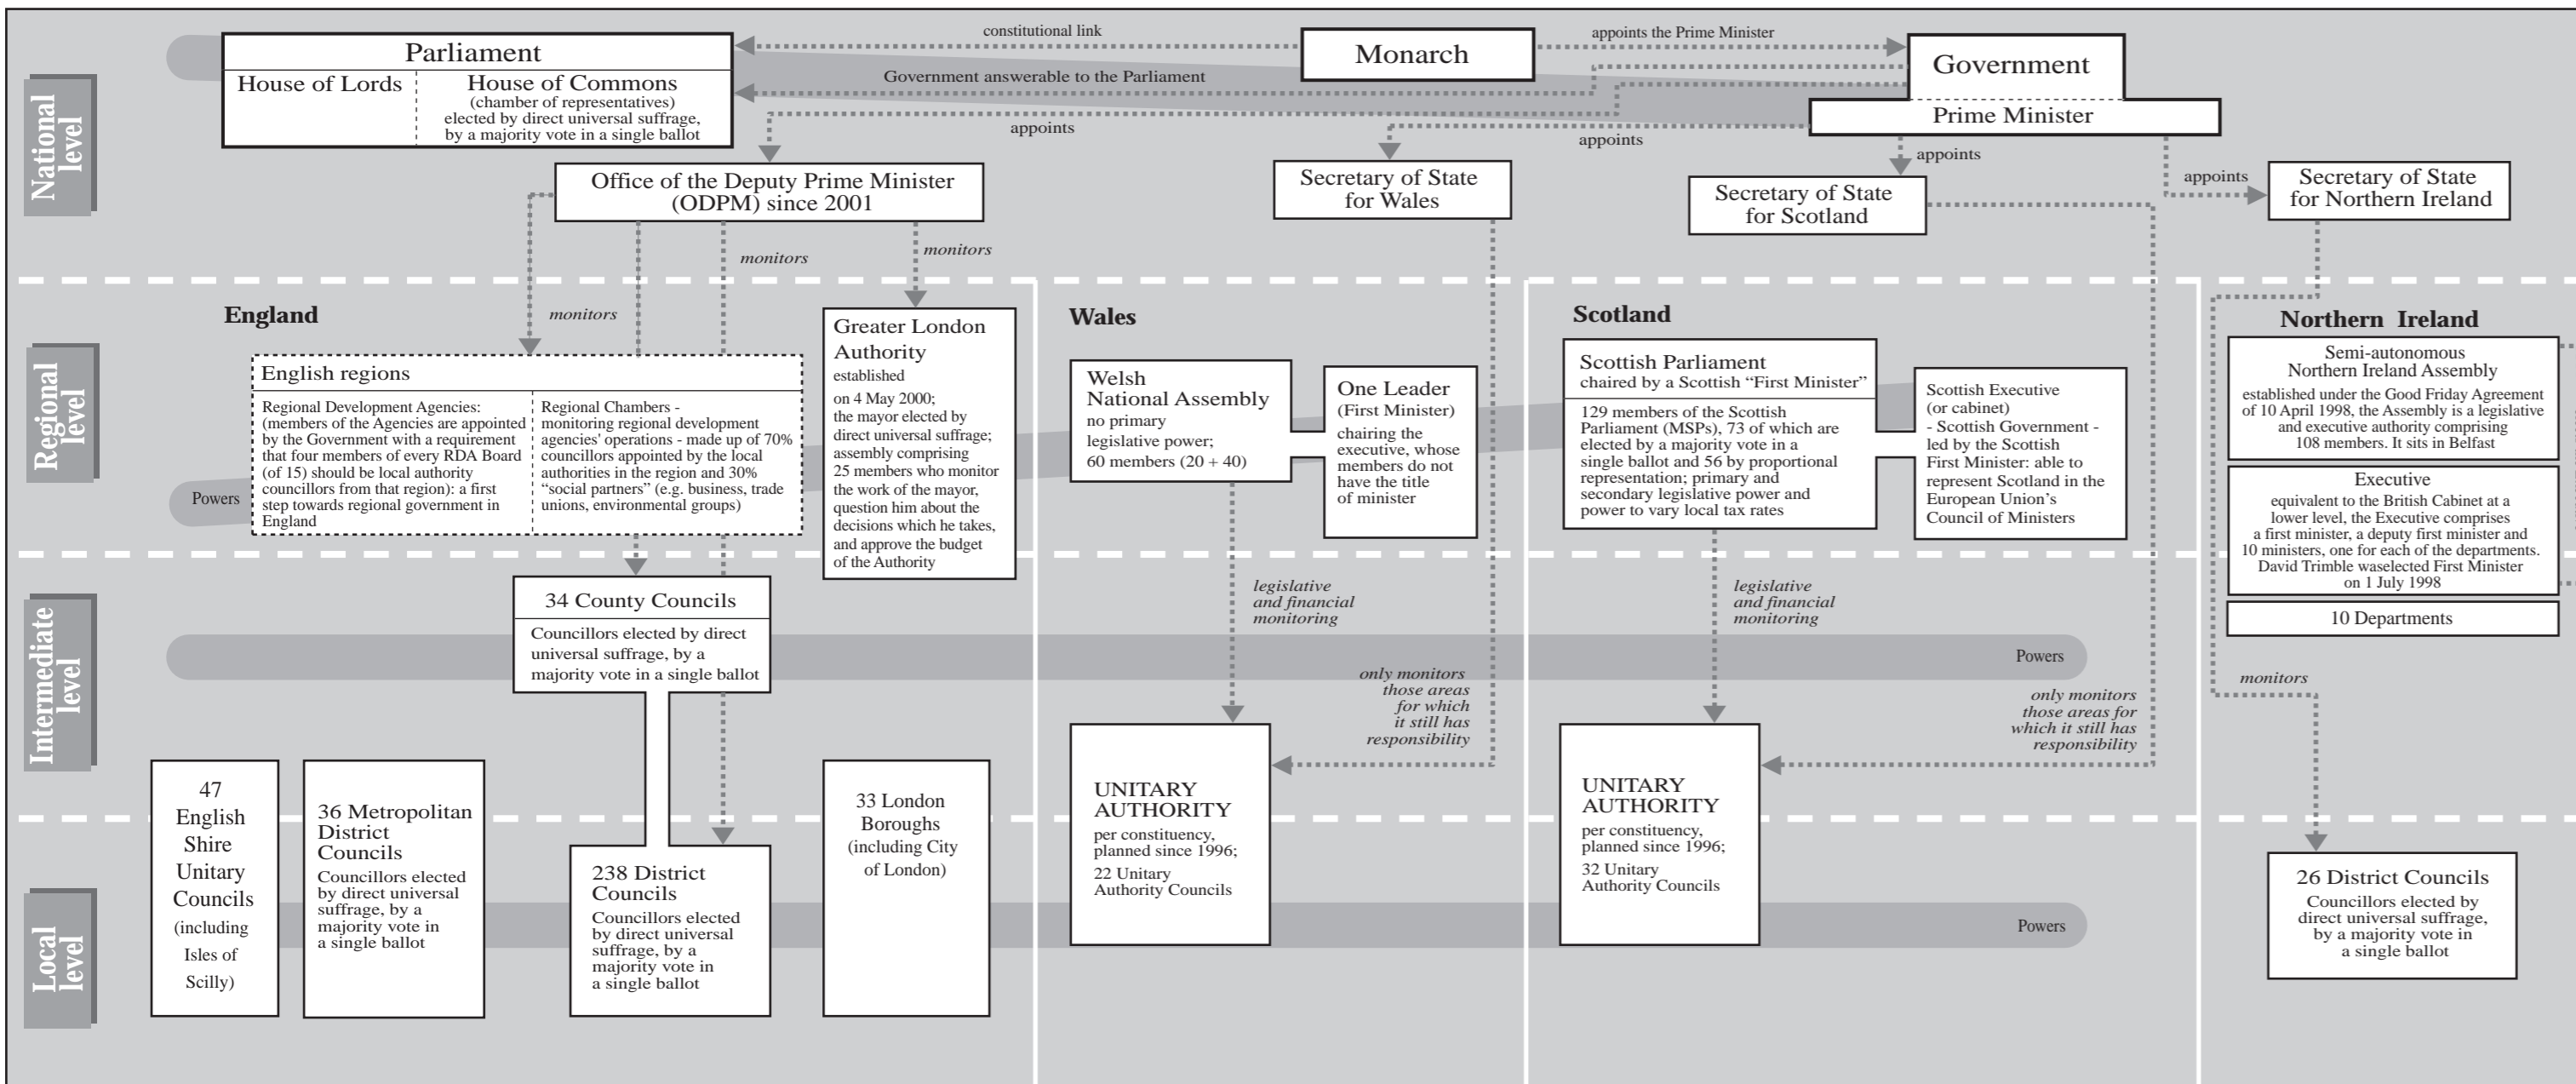 National
level
Parliament
House of Lords
House of Commons
(chamber of representatives)
elected by direct universal suffrage,
by a majority vote in a single ballot
constitutional link
Monarch
appoints the Prime Minister
Government answerable to the Parliament
Government
Prime Minister
appoints
appoints
appoints
appoints
Office of the Deputy Prime Minister
(ODPM) since 2001
Secretary of State
for Wales
Secretary of State
for Scotland
Secretary of State
for Northern Ireland
monitors
monitors
monitors
Regional
level
England
English regions
Regional Development Agencies:
(members of the Agencies are appointed
by the Government with a requirement
that four members of every RDA Board
(of 15) should be local authority
councillors from that region): a first
step towards regional government in
England
Regional Chambers -
monitoring regional development
agencies' operations - made up of 70%
councillors appointed by the local
authorities in the region and 30%
“social partners” (e.g. business, trade
unions, environmental groups)
Powers
Greater London
Authority
established
on 4 May 2000;
the mayor elected by
direct universal suffrage;
assembly comprising
25 members who monitor
the work of the mayor,
question him about the
decisions which he takes,
and approve the budget
of the Authority
Wales
Welsh
National Assembly
no primary
legislative power;
60 members (20 + 40)
One Leader
(First Minister)
chairing the
executive, whose
members do not
have the title
of minister
Scotland
Scottish Parliament
chaired by a Scottish “First Minister”
129 members of the Scottish
Parliament (MSPs), 73 of which are
elected by a majority vote in a
single ballot and 56 by proportional
representation; primary and
secondary legislative power and
power to vary local tax rates
Scottish Executive
(or cabinet)
- Scottish Government -
led by the Scottish
First Minister: able to
represent Scotland in the
European Union’s
Council of Ministers
Northern Ireland
Semi-autonomous
Northern Ireland Assembly
established under the Good Friday Agreement
of 10 April 1998, the Assembly is a legislative
and executive authority comprising
108 members. It sits in Belfast
Executive
equivalent to the British Cabinet at a
lower level, the Executive comprises
a first minister, a deputy first minister and
10 ministers, one for each of the departments.
David Trimble waselected First Minister
on 1 July 1998
10 Departments
Intermediate
level
34 County Councils
Councillors elected by direct
universal suffrage, by a
majority vote in a single ballot
legislative
and financial
monitoring
only monitors
those areas
for which
it still has
responsibility
legislative
and financial
monitoring
Powers
only monitors
those areas for
which it still has
responsibility
monitors
Local
level
47
English
Shire
Unitary
Councils
(including
Isles of
Scilly)
36 Metropolitan
District
Councils
Councillors elected
by direct universal
suffrage, by a
majority vote in
a single ballot
238 District
Councils
Councillors elected
by direct universal
suffrage, by a
majority vote in
a single ballot
33 London
Boroughs
(including City
of London)
UNITARY
AUTHORITY
per constituency,
planned since 1996;
22 Unitary
Authority Councils
UNITARY
AUTHORITY
per constituency,
planned since 1996;
32 Unitary
Authority Councils
Powers
26 District Councils
Councillors elected by
direct universal suffrage,
by a majority vote in
a single ballot